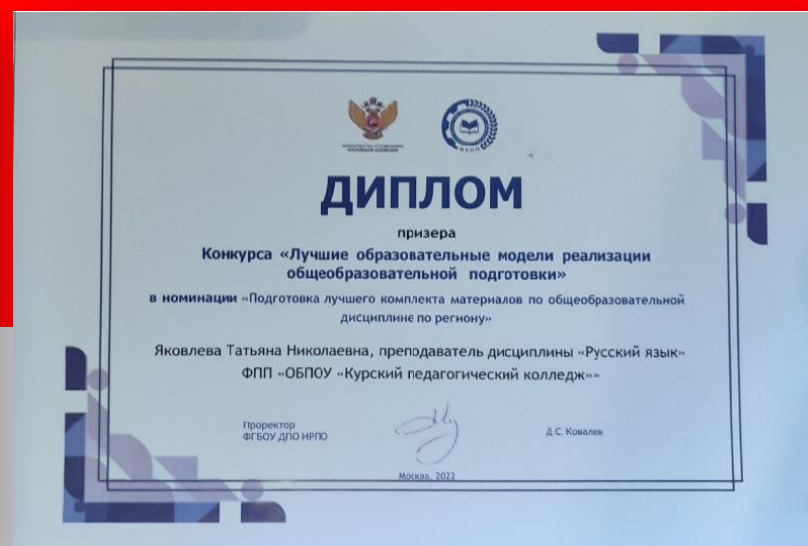 ДИПЛОМ
призера
Конкурса «Лучшие образовательные модели реализации
общеобразовательной подготовки»
в номинации «Подготовка лучшего комплекта материалов по общеобразовательной
дисциплине по региону»
Яковлева Татьяна Николаевна, преподаватель дисциплины «Русский язык»
ФПП «ОБПОУ «Курский педагогический колледж»»
Проректор
ФГБОУ ДПО ИРПО
Д.С. Ковалев
Москва, 2022